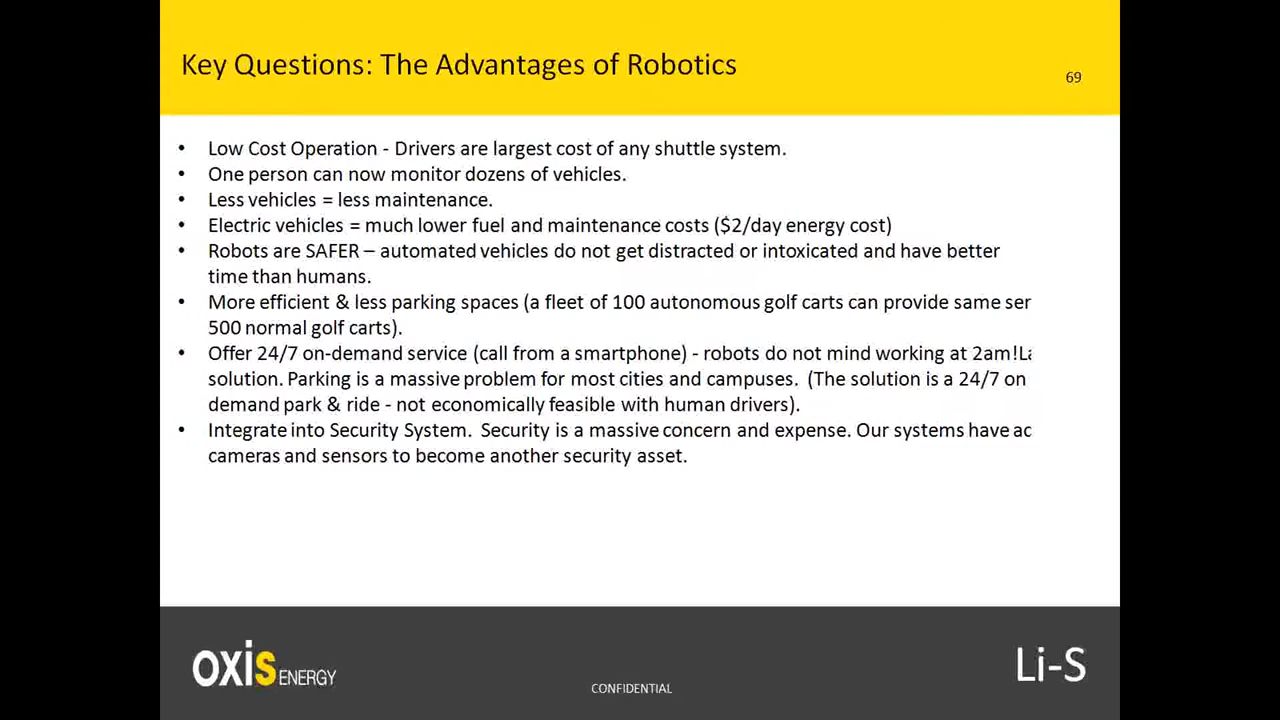 Key Questions: The Advantages of Robotics
69
• Low Cost Operation - Drivers are largest cost of any shuttle system.
• One person can now monitor dozens of vehicles.
• Less vehicles = less maintenance.
• Electric vehicles = much lower fuel and maintenance costs ($2/day energy cost)
• Robots are SAFER – automated vehicles do not get distracted or intoxicated and have better
time than humans.
• More efficient & less parking spaces (a fleet of 100 autonomous golf carts can provide same ser
500 normal golf carts).
• Offer 24/7 on-demand service (call from a smartphone) - robots do not mind working at 2am!La
solution. Parking is a massive problem for most cities and campuses.  (The solution is a 24/7 on
demand park & ride - not economically feasible with human drivers).
• Integrate into Security System.  Security is a massive concern and expense. Our systems have ac
cameras and sensors to become another security asset.
oxis ENERGY
CONFIDENTIAL
Li-S